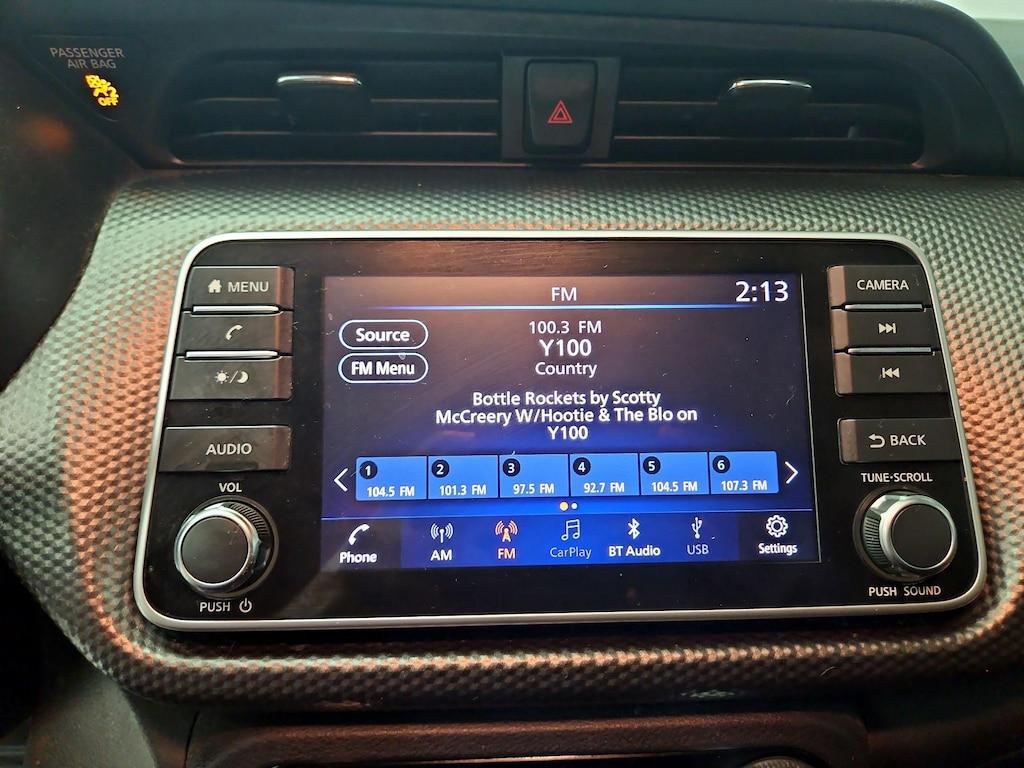 PASSENGER
AIR BAG
2
OFF
MENU
AUDIO
VOL
PUSH
FM
2:13
Source
FM Menu
100.3 FM
Y100
Country
Bottle Rockets by Scotty
McCreery W/Hootie & The Blo on
Y100
1
104.5 FM
2
101.3 FM
3
97.5 FM
4
92.7 FM
5
104.5 FM
6
107.3 FM
Phone
AM
FM
CarPlay
BT Audio
USB
Settings
CAMERA
BACK
TUNE·SCROLL
PUSH SOUND